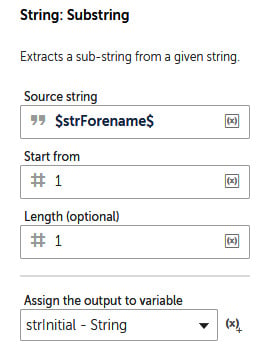 String: Substring
Extracts a sub-string from a given string.
Source string
$strForename$ (x)
Start from
# 1 (x)
Length (optional)
# 1 (x)
Assign the output to variable
strInitial - String (x)+